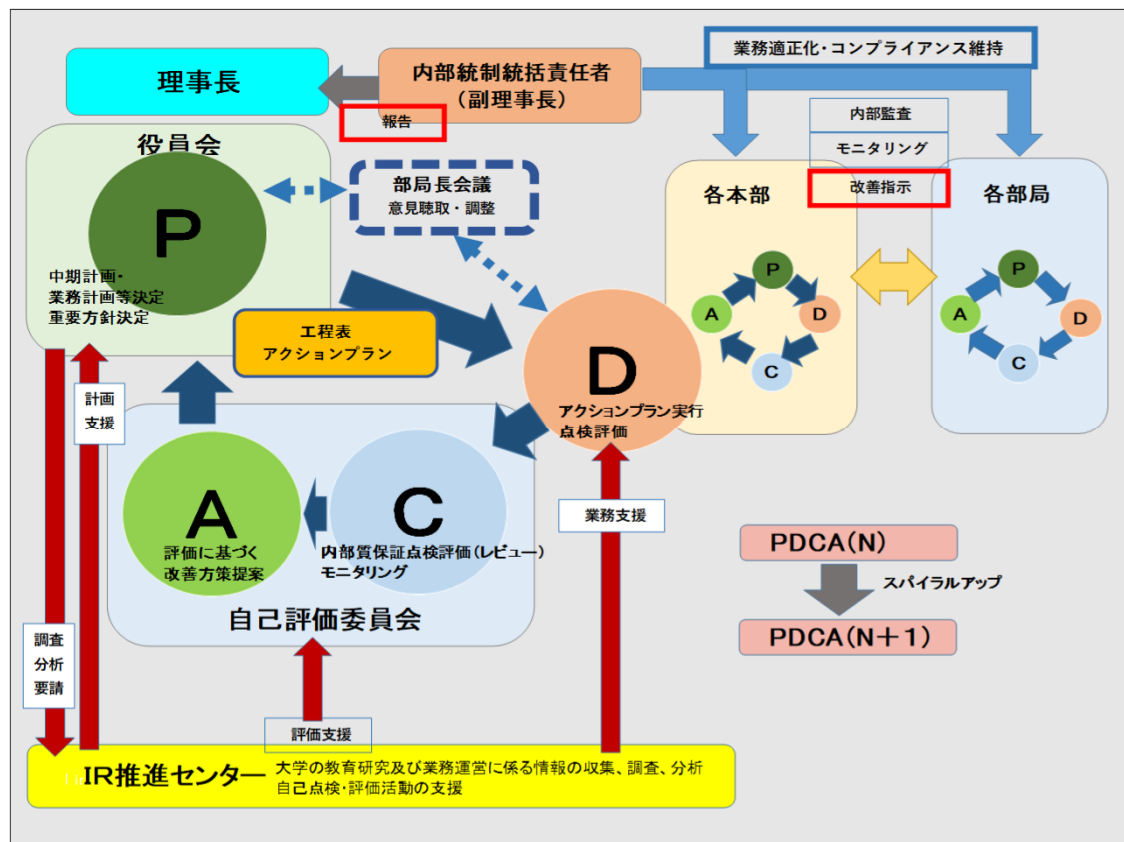 業務適正化・コンプライアンス維持
理事長
内部統制統括責任者
(副理事長)
報告
内部監査
モニタリング
改善指示
役員会
P
中期計画・
業務計画等決定
重要方針決定
部局長会議
意見聴取・調整
各本部
P
A
D
C
各部局
P
A
D
C
工程表
アクションプラン
D
アクションプラン実行
点検評価
計画
支援
A
評価に基づく
改善方策提案
C
内部質保証点検評価(レビュー)
モニタリング
自己評価委員会
業務支援
PDCA(N)
スパイラルアップ
PDCA(N+1)
調査
分析
要請
評価支援
IR推進センター
大学の教育研究及び業務運営に係る情報の収集、調査、分析
自己点検・評価活動の支援